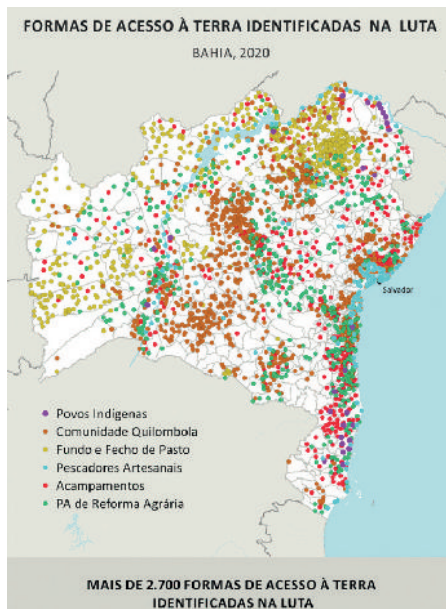 FORMAS DE ACESSO À TERRA IDENTIFICADAS NA LUTA
BAHIA, 2020
Salvador
Povos Indígenas
Comunidade Quilombola
Fundo e Fecho de Pasto
Pescadores Artesanais
Acampamentos
PA de Reforma Agrária
MAIS DE 2.700 FORMAS DE ACESSO À TERRA
IDENTIFICADAS NA LUTA